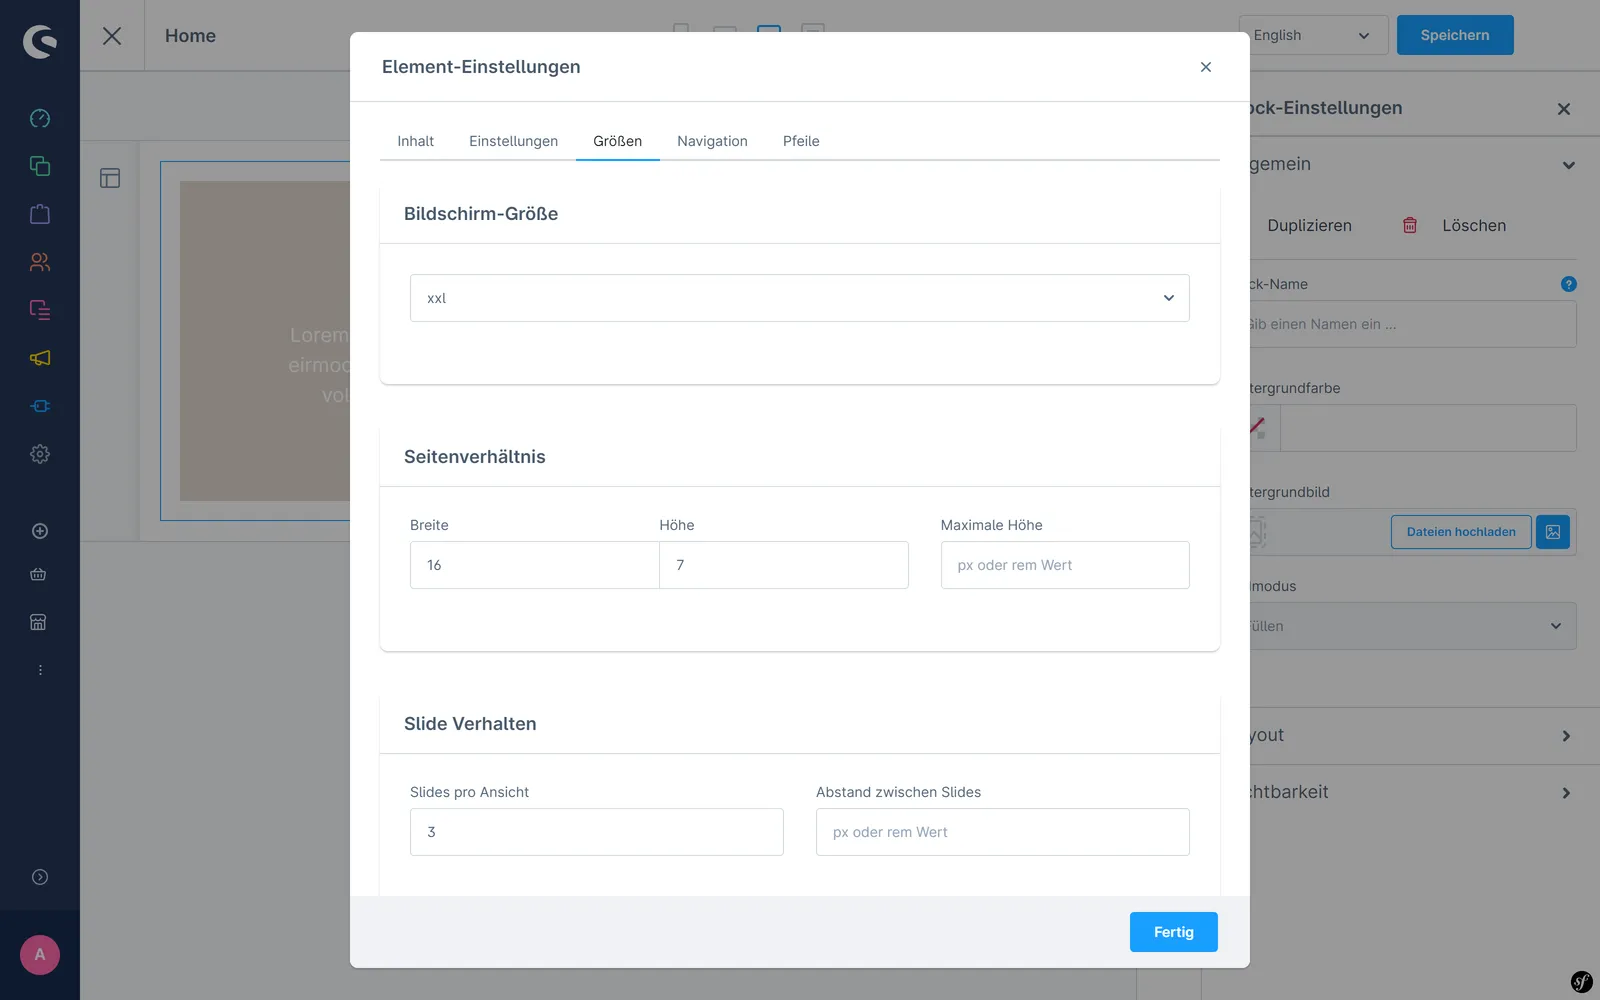 Home
English
Speichern
Element-Einstellungen
Inhalt
Einstellungen
Größen
Navigation
Pfeile
Bildschirm-Größe
xxl
Seitenverhältnis
Breite
Höhe
Maximale Höhe
16
7
px oder rem Wert
Slide Verhalten
Slides pro Ansicht
Abstand zwischen Slides
3
px oder rem Wert
Fertig
Lorem
eirmod
vol
ock-Einstellungen
gemein
Duplizieren
Löschen
ck-Name
?
Gib einen Namen ein ...
tergrundfarbe
tergrundbild
Dateien hochladen
modus
üllen
yout
chtbarkeit
A
sf